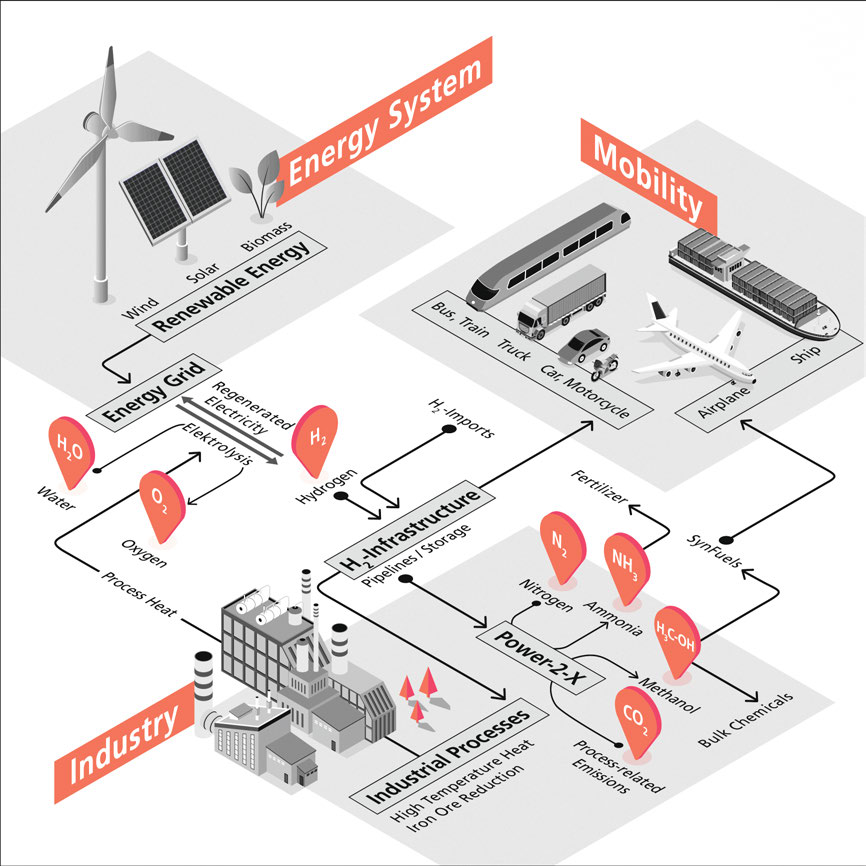 Energy System
Mobility
Wind
Solar
Biomass
Renewable Energy
Bus, Train
Truck
Car, Motorcycle
Airplane
Ship
Energy Grid
Regenerated
Electricity
Elektrolysis
H₂O
Water
O₂
Oxygen
H₂
Hydrogen
H₂-Imports
H₂-Infrastructure
Pipelines / Storage
Process Heat
Fertilizer
SynFuels
N₂
Nitrogen
NH₃
Ammonia
H₃C-OH
Methanol
Power-2-X
CO₂
Process-related
Emissions
Bulk Chemicals
Industry
Industrial Processes
High Temperature Heat
Iron Ore Reduction